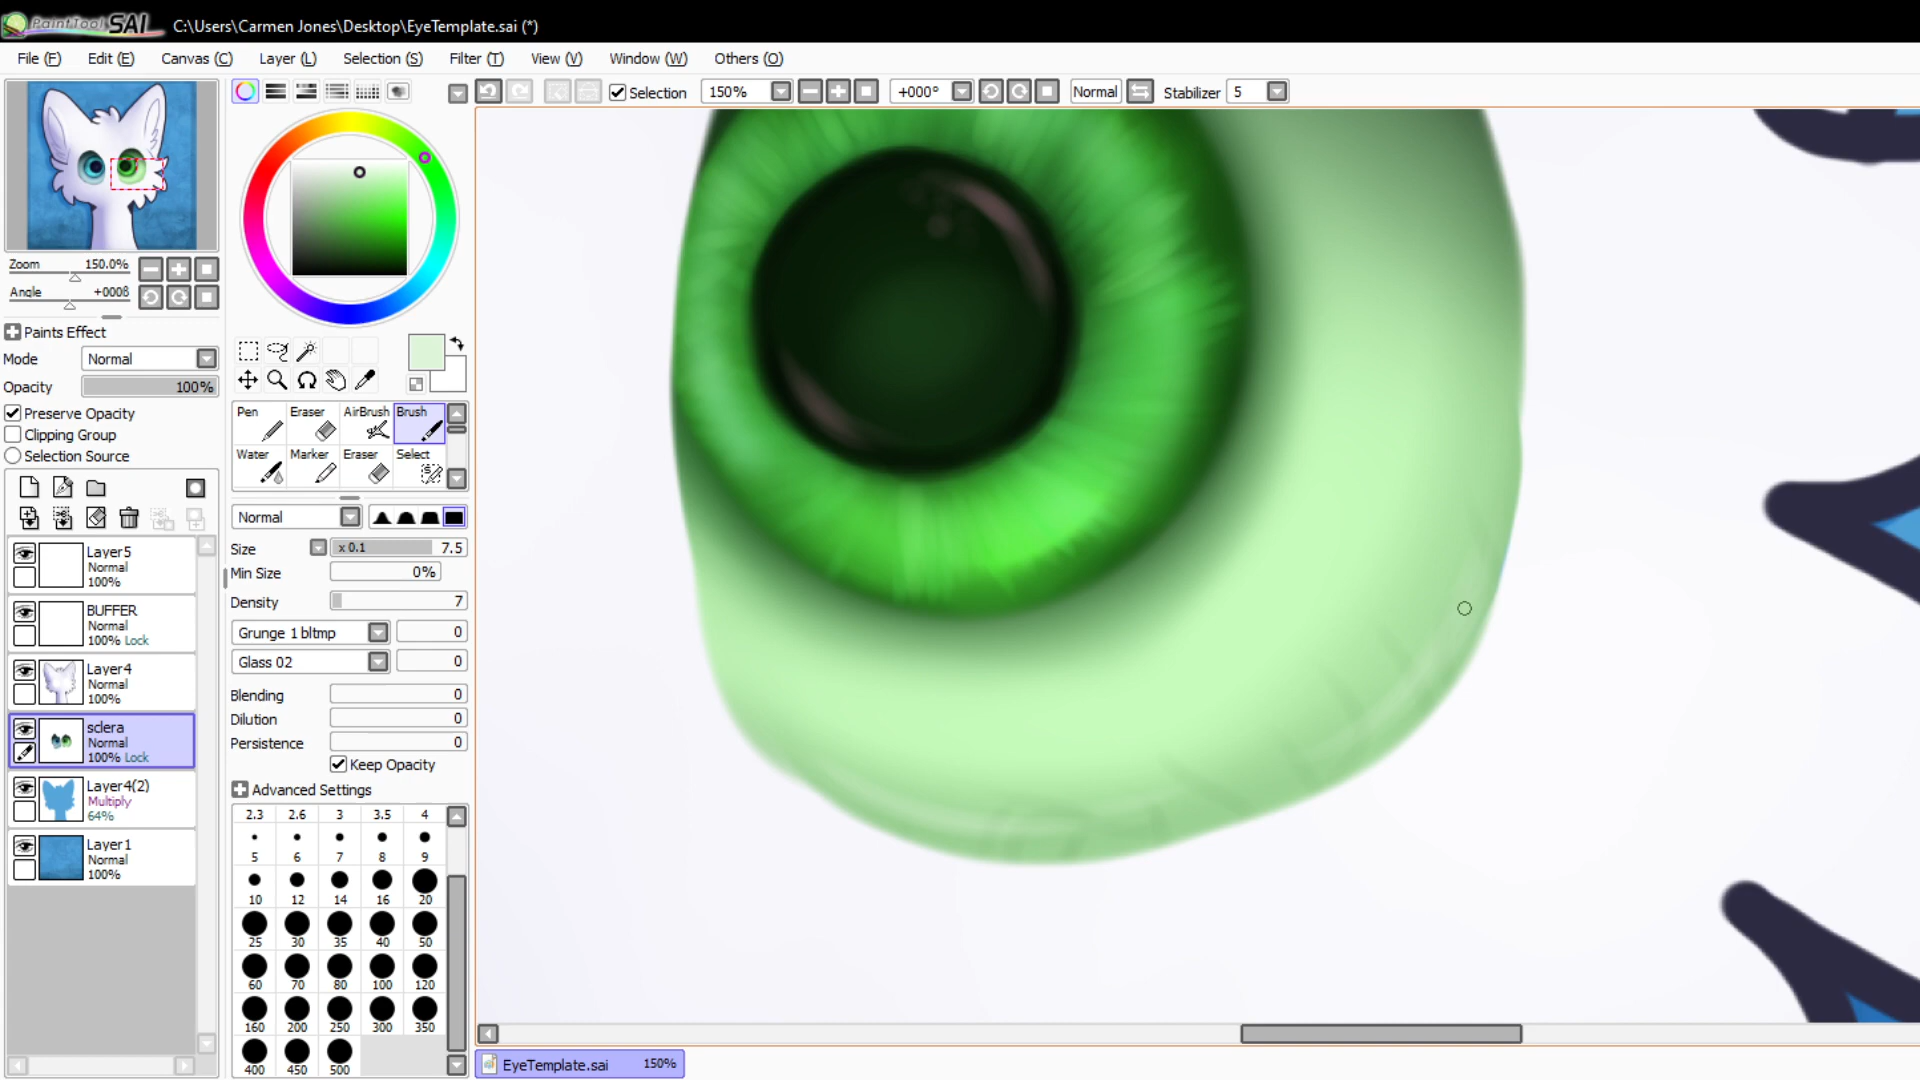 PaintTool SAI C:\Users\Carmen Jones\Desktop\EyeTemplate.sai (*)
File (F) Edit (E) Canvas (C) Layer (L) Selection (S) Filter (T) View (V) Window (W) Others (O)
Selection 150% +000° Normal Stabilizer 5
Zoom 150.0%
Angle +000ß
Paints Effect
Mode Normal
Opacity 100%
Preserve Opacity
Clipping Group
Selection Source
Layer5
Normal
100%
BUFFER
Normal
100% Lock
Layer4
Normal
100%
sclera
Normal
100% Lock
Layer4(2)
Multiply
64%
Layer1
Normal
100%
Pen Eraser AirBrush Brush
Water Marker Eraser Select
Normal
Size x 0.1 7.5
Min Size 0%
Density 7
Grunge 1 bltmp 0
Glass 02 0
Blending 0
Dilution 0
Persistence 0
Keep Opacity
Advanced Settings
2.3 2.6 3 3.5 4
5 6 7 8 9
10 12 14 16 20
25 30 35 40 50
60 70 80 100 120
160 200 250 300 350
400 450 500
EyeTemplate.sai 150%